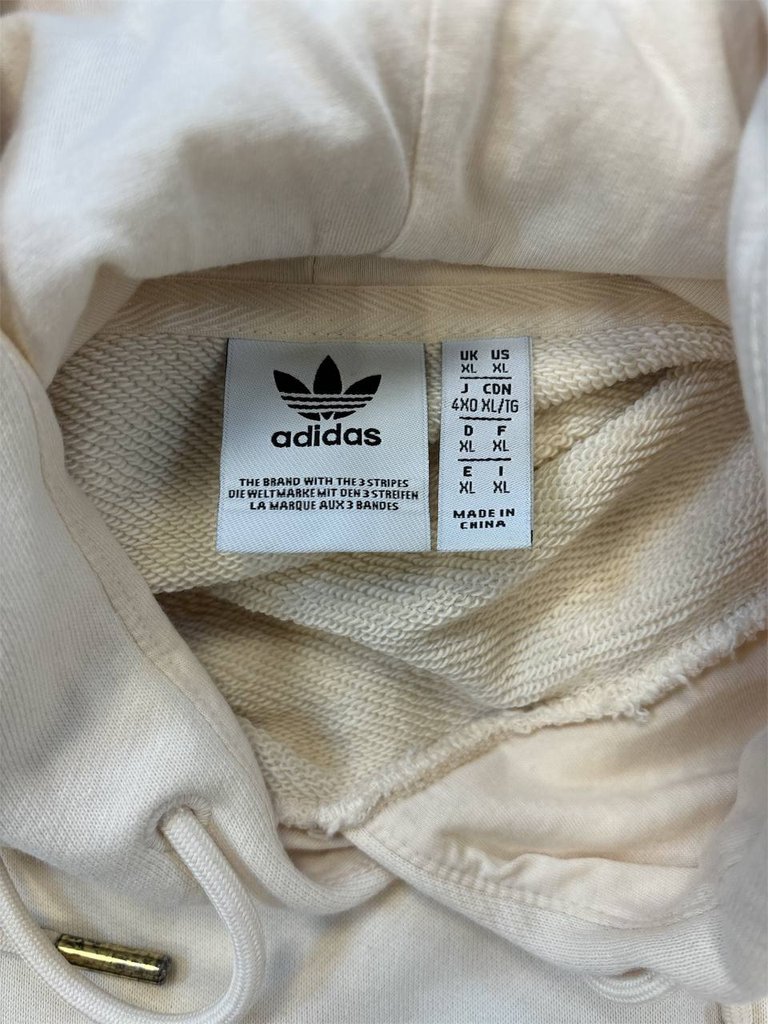 adidas
THE BRAND WITH THE 3 STRIPES
DIE WELTMARKE MIT DEN 3 STREIFEN
LA MARQUE AUX 3 BANDES
UK US
XL XL
J CDN
4XO XL/TG
D F
XL XL
E I
XL XL
MADE IN
CHINA